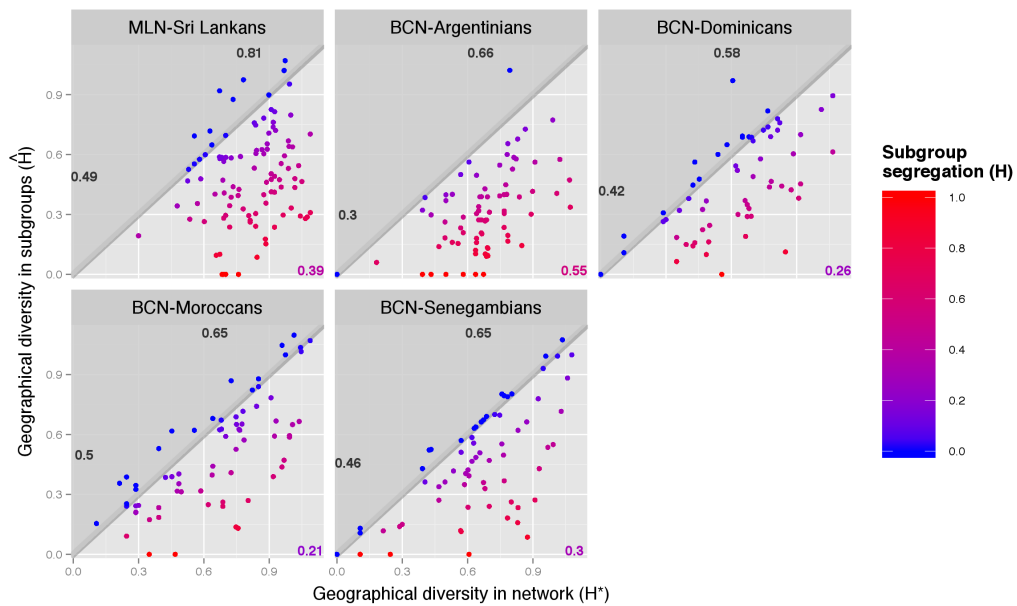 MLN-Sri Lankans
BCN-Argentinians
BCN-Dominicans
0.81
0.66
0.58
0.9
0.6
0.3
0.0
0.49
0.3
0.42
0.39
0.55
0.26
BCN-Moroccans
BCN-Senegambians
0.65
0.65
0.9
0.6
0.3
0.0
0.5
0.46
0.21
0.3
0.0 0.3 0.6 0.9
0.0 0.3 0.6 0.9
Geographical diversity in network (H*)
Geographical diversity in subgroups (Ĥ)
Subgroup
segregation (H)
1.0
0.8
0.6
0.4
0.2
0.0